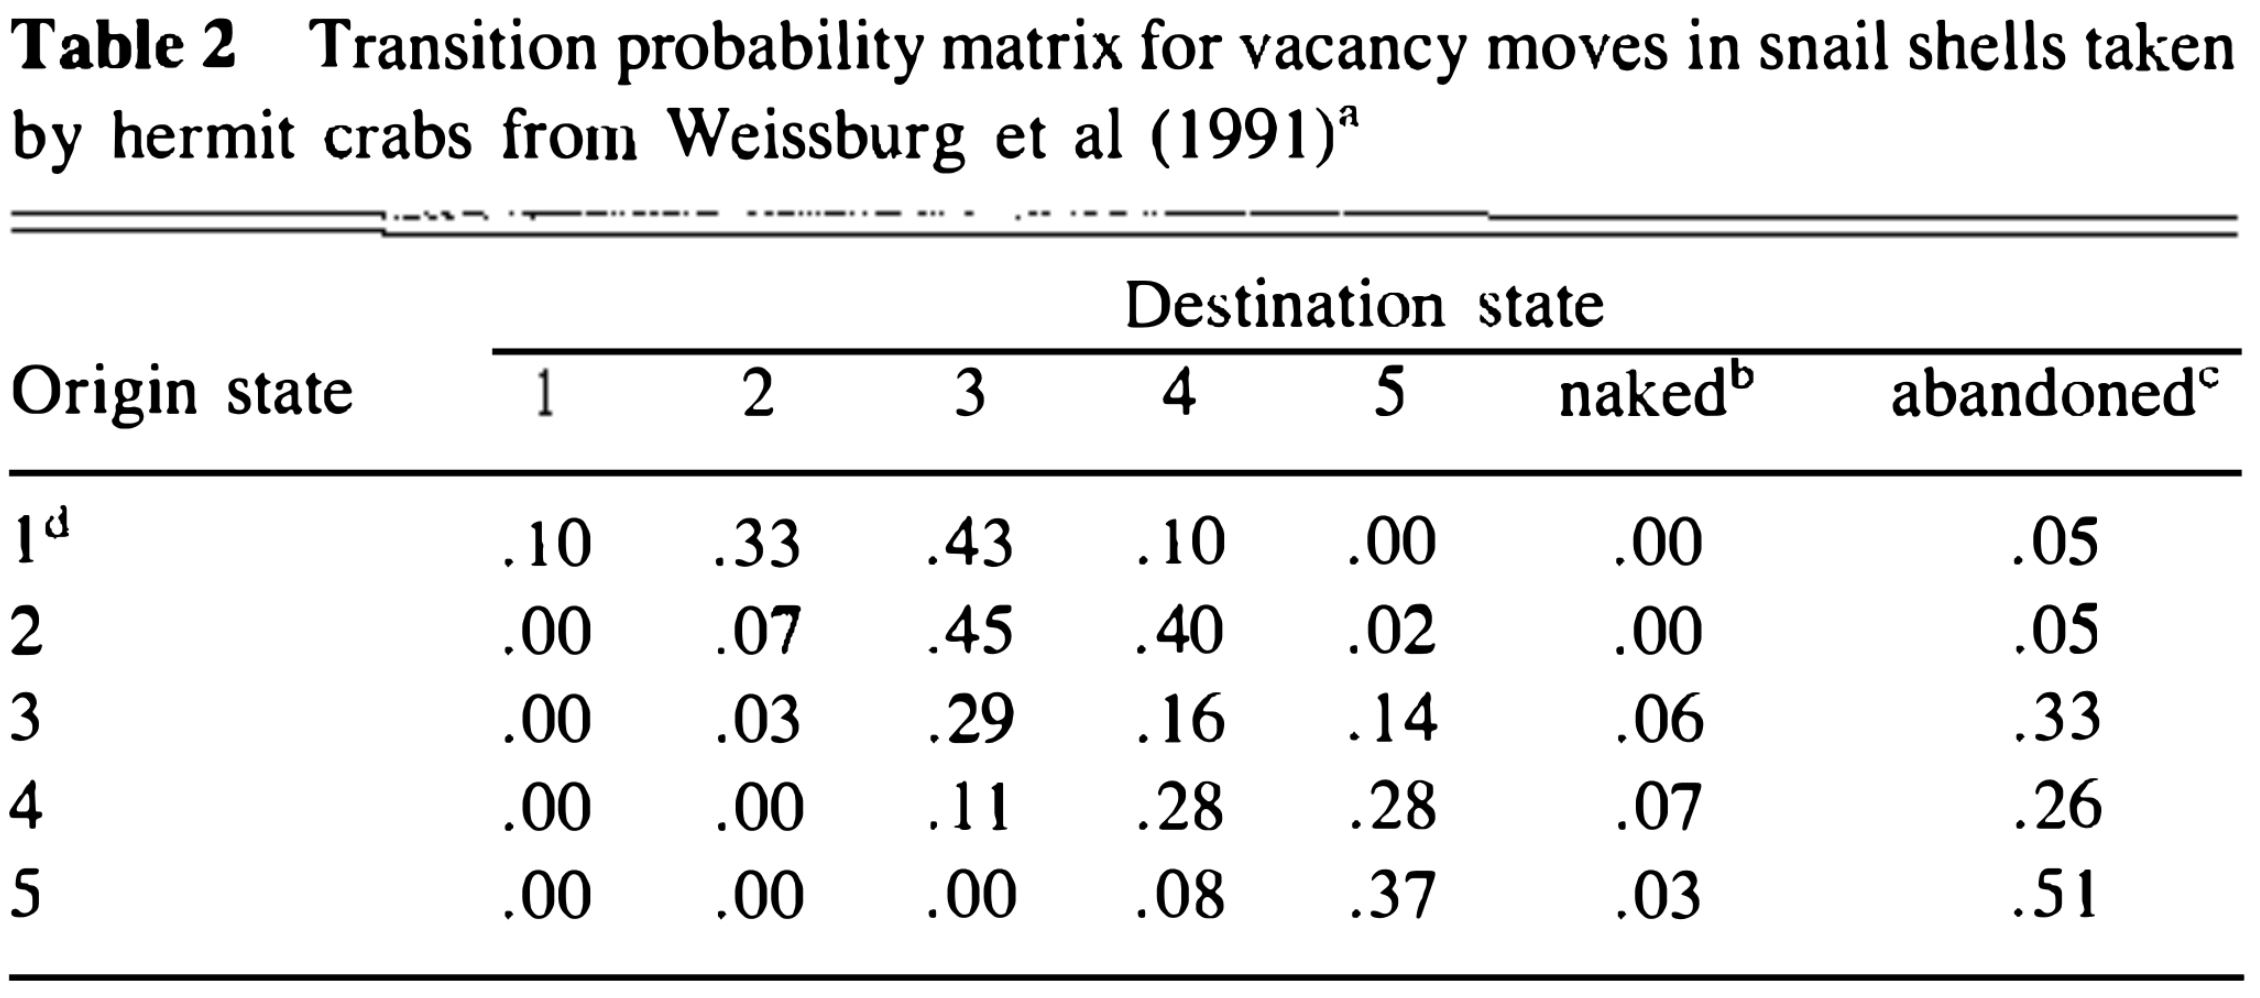 Table 2 Transition probability matrix for vacancy moves in snail shells taken
by hermit crabs from Weissburg et al (1991)ᵃ
Destination state
Origin state 1 2 3 4 5 nakedᵇ abandonedᶜ
1ᵈ .10 .33 .43 .10 .00 .00 .05
2 .00 .07 .45 .40 .02 .00 .05
3 .00 .03 .29 .16 .14 .06 .33
4 .00 .00 .11 .28 .28 .07 .26
5 .00 .00 .00 .08 .37 .03 .51